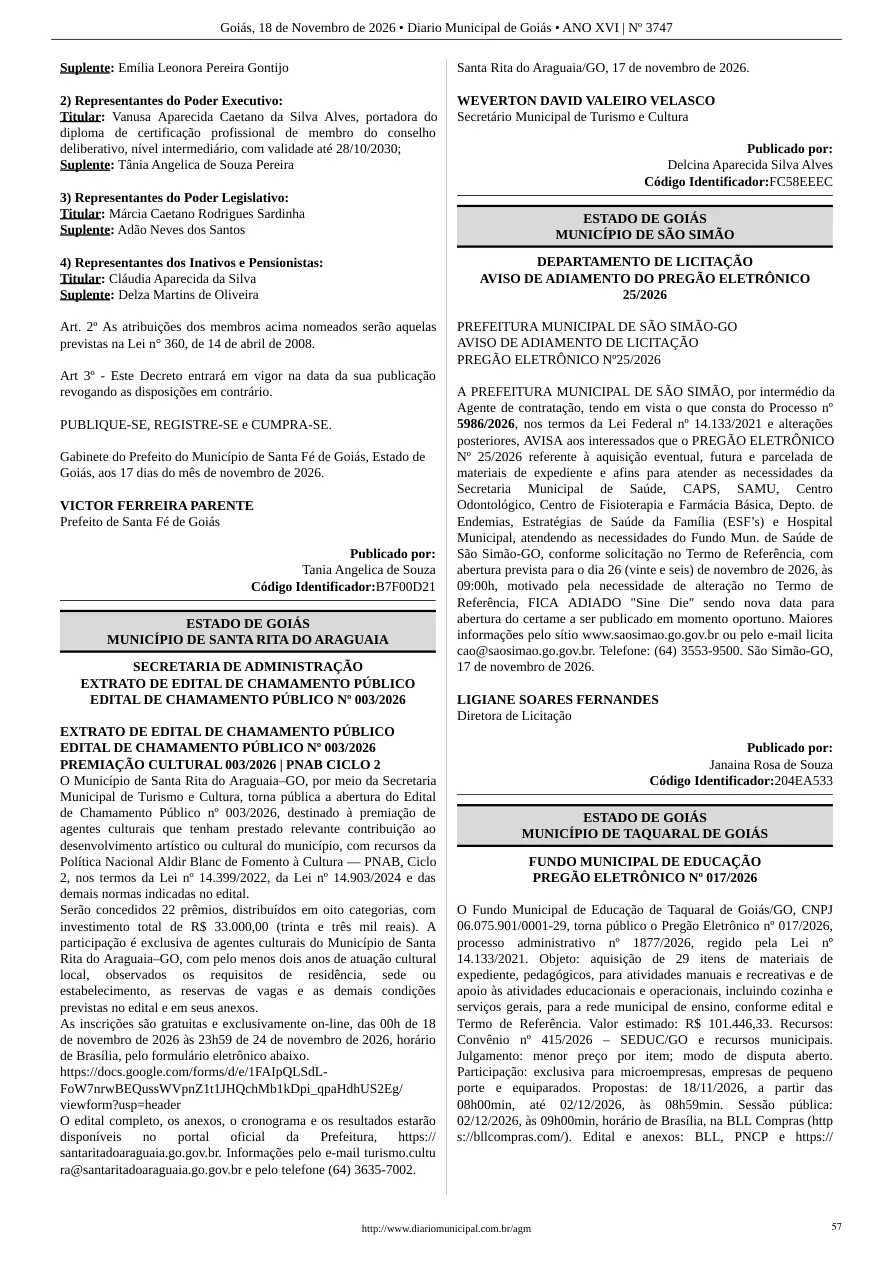 Goiás, 18 de Novembro de 2026 • Diario Municipal de Goiás • ANO XVI | Nº 3747
Suplente: Emília Leonora Pereira Gontijo
2) Representantes do Poder Executivo:
Titular: Vanusa Aparecida Caetano da Silva Alves, portadora do
diploma de certificação profissional de membro do conselho
deliberativo, nível intermediário, com validade até 28/10/2030;
Suplente: Tânia Angelica de Souza Pereira
3) Representantes do Poder Legislativo:
Titular: Márcia Caetano Rodrigues Sardinha
Suplente: Adão Neves dos Santos
4) Representantes dos Inativos e Pensionistas:
Titular: Cláudia Aparecida da Silva
Suplente: Delza Martins de Oliveira
Art. 2º As atribuições dos membros acima nomeados serão aquelas
previstas na Lei n° 360, de 14 de abril de 2008.
Art 3º - Este Decreto entrará em vigor na data da sua publicação
revogando as disposições em contrário.
PUBLIQUE-SE, REGISTRE-SE e CUMPRA-SE.
Gabinete do Prefeito do Município de Santa Fé de Goiás, Estado de
Goiás, aos 17 dias do mês de novembro de 2026.
VICTOR FERREIRA PARENTE
Prefeito de Santa Fé de Goiás
Publicado por:
Tania Angelica de Souza
Código Identificador:B7F00D21
ESTADO DE GOIÁS
MUNICÍPIO DE SANTA RITA DO ARAGUAIA
SECRETARIA DE ADMINISTRAÇÃO
EXTRATO DE EDITAL DE CHAMAMENTO PÚBLICO
EDITAL DE CHAMAMENTO PÚBLICO Nº 003/2026
EXTRATO DE EDITAL DE CHAMAMENTO PÚBLICO
EDITAL DE CHAMAMENTO PÚBLICO Nº 003/2026
PREMIAÇÃO CULTURAL 003/2026 | PNAB CICLO 2
O Município de Santa Rita do Araguaia–GO, por meio da Secretaria
Municipal de Turismo e Cultura, torna pública a abertura do Edital
de Chamamento Público nº 003/2026, destinado à premiação de
agentes culturais que tenham prestado relevante contribuição ao
desenvolvimento artístico ou cultural do município, com recursos da
Política Nacional Aldir Blanc de Fomento à Cultura — PNAB, Ciclo
2, nos termos da Lei nº 14.399/2022, da Lei nº 14.903/2024 e das
demais normas indicadas no edital.
Serão concedidos 22 prêmios, distribuídos em oito categorias, com
investimento total de R$ 33.000,00 (trinta e três mil reais). A
participação é exclusiva de agentes culturais do Município de Santa
Rita do Araguaia–GO, com pelo menos dois anos de atuação cultural
local, observados os requisitos de residência, sede ou
estabelecimento, as reservas de vagas e as demais condições
previstas no edital e em seus anexos.
As inscrições são gratuitas e exclusivamente on-line, das 00h de 18
de novembro de 2026 às 23h59 de 24 de novembro de 2026, horário
de Brasília, pelo formulário eletrônico abaixo.
https://docs.google.com/forms/d/e/1FAIpQLSdL-
FoW7nrwBEQussWVpnZ1t1JHQchMb1kDpi_qpaHdhUS2Eg/
viewform?usp=header
O edital completo, os anexos, o cronograma e os resultados estarão
disponíveis no portal oficial da Prefeitura, https://
santaritadoaraguaia.go.gov.br. Informações pelo e-mail turismo.cultu
ra@santaritadoaraguaia.go.gov.br e pelo telefone (64) 3635-7002.
Santa Rita do Araguaia/GO, 17 de novembro de 2026.
WEVERTON DAVID VALEIRO VELASCO
Secretário Municipal de Turismo e Cultura
Publicado por:
Delcina Aparecida Silva Alves
Código Identificador:FC58EEEC
ESTADO DE GOIÁS
MUNICÍPIO DE SÃO SIMÃO
DEPARTAMENTO DE LICITAÇÃO
AVISO DE ADIAMENTO DO PREGÃO ELETRÔNICO
25/2026
PREFEITURA MUNICIPAL DE SÃO SIMÃO-GO
AVISO DE ADIAMENTO DE LICITAÇÃO
PREGÃO ELETRÔNICO Nº25/2026
A PREFEITURA MUNICIPAL DE SÃO SIMÃO, por intermédio da
Agente de contratação, tendo em vista o que consta do Processo nº
5986/2026, nos termos da Lei Federal nº 14.133/2021 e alterações
posteriores, AVISA aos interessados que o PREGÃO ELETRÔNICO
Nº 25/2026 referente à aquisição eventual, futura e parcelada de
materiais de expediente e afins para atender as necessidades da
Secretaria Municipal de Saúde, CAPS, SAMU, Centro
Odontológico, Centro de Fisioterapia e Farmácia Básica, Depto. de
Endemias, Estratégias de Saúde da Família (ESF’s) e Hospital
Municipal, atendendo as necessidades do Fundo Mun. de Saúde de
São Simão-GO, conforme solicitação no Termo de Referência, com
abertura prevista para o dia 26 (vinte e seis) de novembro de 2026, às
09:00h, motivado pela necessidade de alteração no Termo de
Referência, FICA ADIADO "Sine Die" sendo nova data para
abertura do certame a ser publicado em momento oportuno. Maiores
informações pelo sítio www.saosimao.go.gov.br ou pelo e-mail licita
cao@saosimao.go.gov.br. Telefone: (64) 3553-9500. São Simão-GO,
17 de novembro de 2026.
LIGIANE SOARES FERNANDES
Diretora de Licitação
Publicado por:
Janaina Rosa de Souza
Código Identificador:204EA533
ESTADO DE GOIÁS
MUNICÍPIO DE TAQUARAL DE GOIÁS
FUNDO MUNICIPAL DE EDUCAÇÃO
PREGÃO ELETRÔNICO Nº 017/2026
O Fundo Municipal de Educação de Taquaral de Goiás/GO, CNPJ
06.075.901/0001-29, torna público o Pregão Eletrônico nº 017/2026,
processo administrativo nº 1877/2026, regido pela Lei nº
14.133/2021. Objeto: aquisição de 29 itens de materiais de
expediente, pedagógicos, para atividades manuais e recreativas e de
apoio às atividades educacionais e operacionais, incluindo cozinha e
serviços gerais, para a rede municipal de ensino, conforme edital e
Termo de Referência. Valor estimado: R$ 101.446,33. Recursos:
Convênio nº 415/2026 – SEDUC/GO e recursos municipais.
Julgamento: menor preço por item; modo de disputa aberto.
Participação: exclusiva para microempresas, empresas de pequeno
porte e equiparados. Propostas: de 18/11/2026, a partir das
08h00min, até 02/12/2026, às 08h59min. Sessão pública:
02/12/2026, às 09h00min, horário de Brasília, na BLL Compras (http
s://bllcompras.com/). Edital e anexos: BLL, PNCP e https://
http://www.diariomunicipal.com.br/agm
57